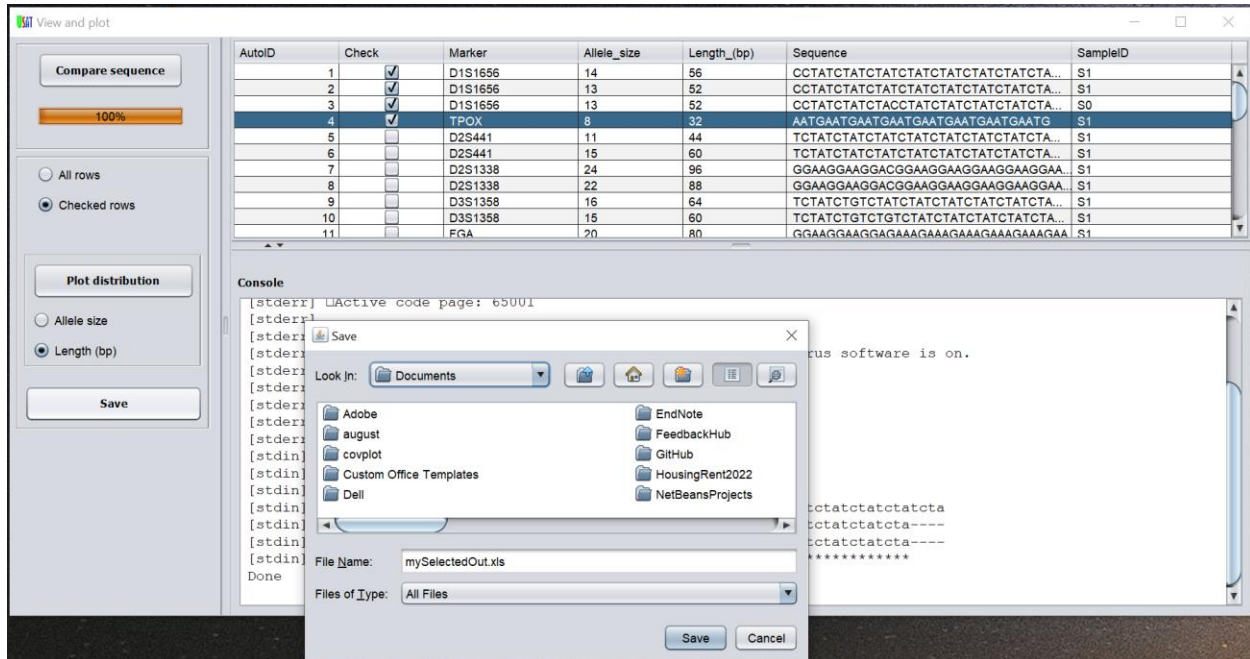 USAT View and plot
Compare sequence
100%
All rows
Checked rows
Plot distribution
Allele size
Length (bp)
Save
AutoID Check Marker Allele_size Length_(bp) Sequence SampleID
1 D1S1656 14 56 CCTATCTATCTATCTATCTATCTATCTATCTA... S1
2 D1S1656 13 52 CCTATCTATCTATCTATCTATCTATCTATCTA... S1
3 D1S1656 13 52 CCTATCTATCTACCTATCTATCTATCTATCTA... S0
4 TPOX 8 32 AATGAATGAATGAATGAATGAATGAATGAATG S1
5 D2S441 11 44 TCTATCTATCTATCTATCTATCTATCTATCTA... S1
6 D2S441 15 60 TCTATCTATCTATCTATCTATCTATCTATCTA... S1
7 D2S1338 24 96 GGAAGGAAGGACGGAAGGAAGGAAGGAAGGAA... S1
8 D2S1338 22 88 GGAAGGAAGGACGGAAGGAAGGAAGGAAGGAA... S1
9 D3S1358 16 64 TCTATCTGTCTATCTATCTATCTATCTATCTA... S1
10 D3S1358 15 60 TCTATCTGTCTGTCTATCTATCTATCTATCTA... S1
11 FGA 20 80 GGAAGGAAGGAGAAAGAAAGAAAGAAAGAAAGAA S1
Console
[stderr] □Active code page: 65001
[stderr]
[stderr
[stderr rus software is on.
[stderr
[stderr
[stderr
[stderr
[stderr
[stdin]
[stdin]
[stdin]
[stdin] tctatctatctatcta
[stdin] tctatctatcta----
[stdin] tctatctatcta----
[stdin] ************
Done
Save
Look In: Documents
Adobe
august
covplot
Custom Office Templates
Dell
EndNote
FeedbackHub
GitHub
HousingRent2022
NetBeansProjects
File Name: mySelectedOut.xls
Files of Type: All Files
Save Cancel